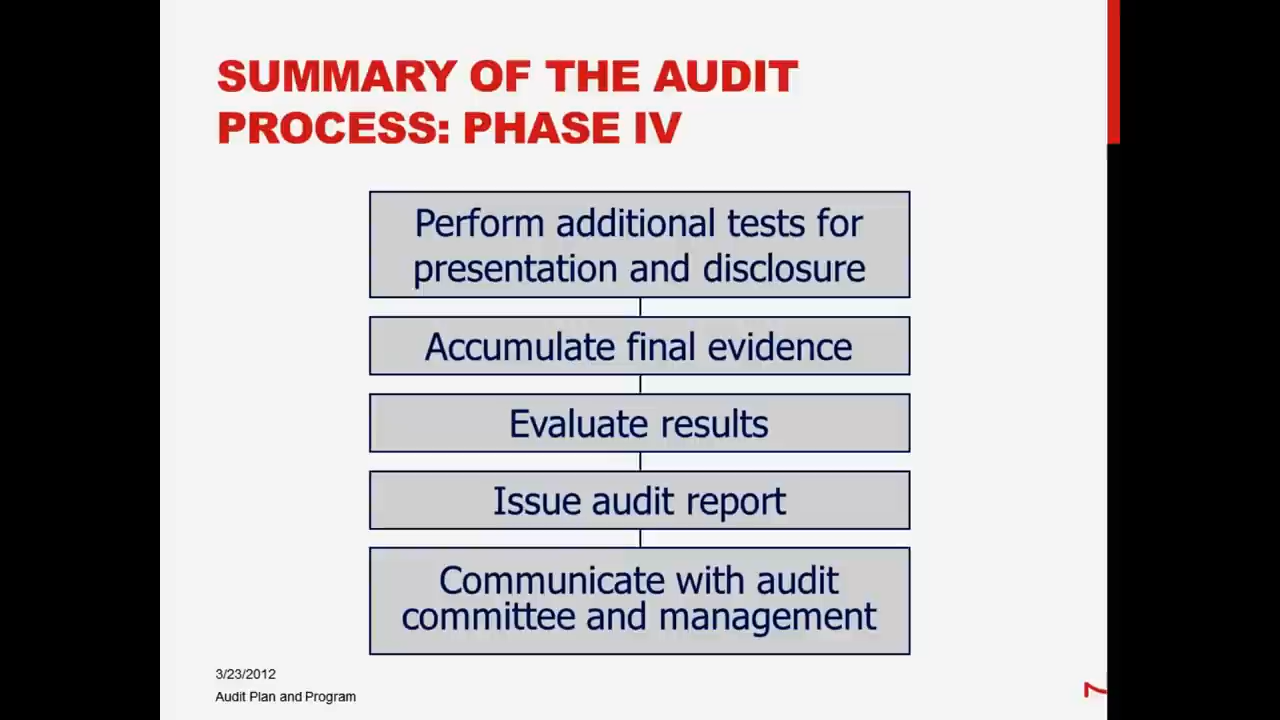 SUMMARY OF THE AUDIT
PROCESS: PHASE IV
Perform additional tests for
presentation and disclosure
Accumulate final evidence
Evaluate results
Issue audit report
Communicate with audit
committee and management
3/23/2012
Audit Plan and Program
7